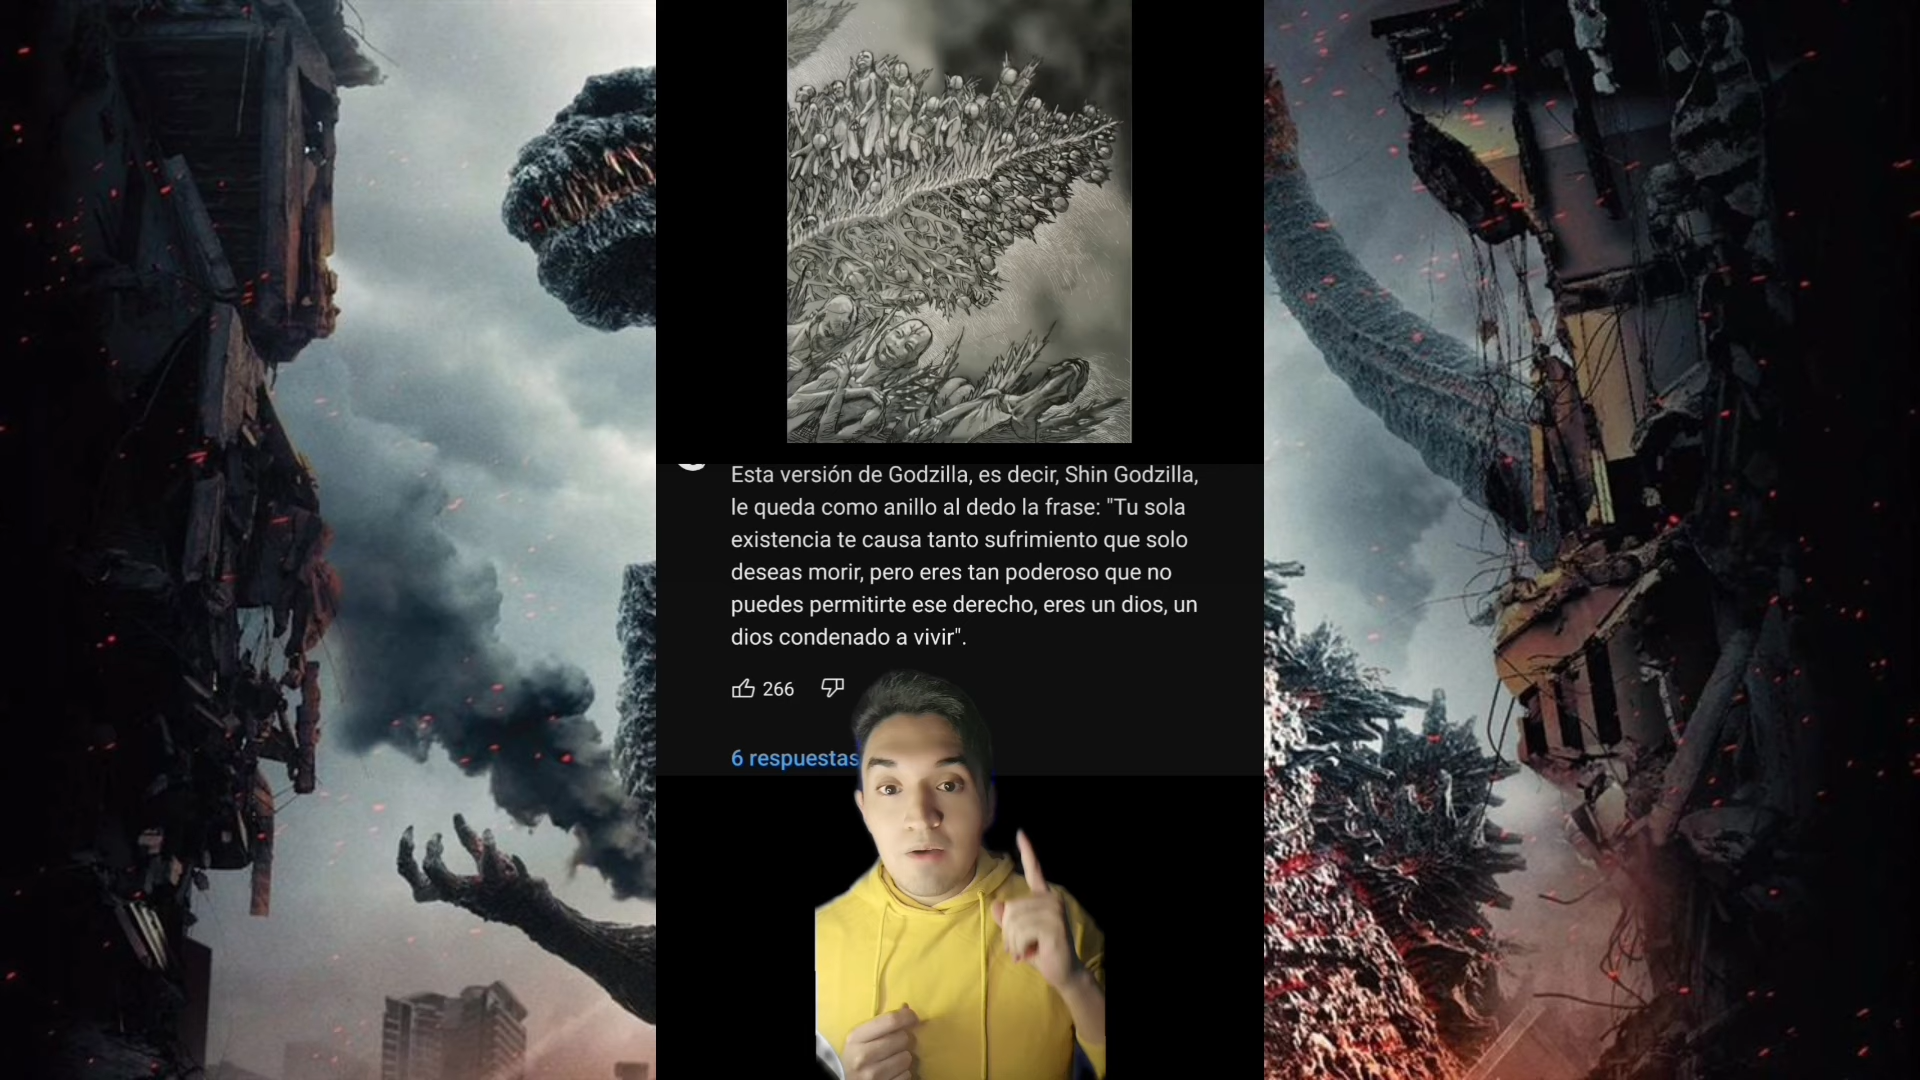 Esta versión de Godzilla, es decir, Shin Godzilla,
le queda como anillo al dedo la frase: "Tu sola
existencia te causa tanto sufrimiento que solo
deseas morir, pero eres tan poderoso que no
puedes permitirte ese derecho, eres un dios, un
dios condenado a vivir".
266
6 respuestas